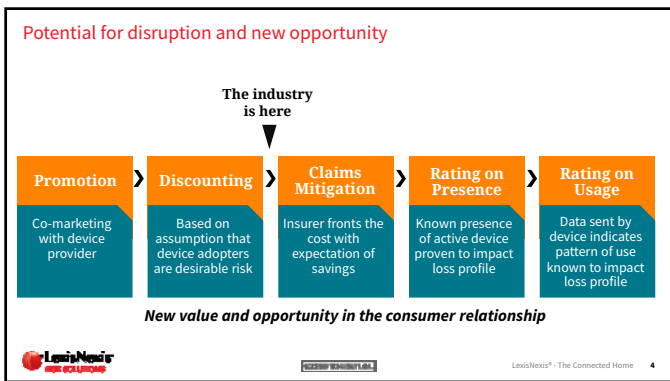 Potential for disruption and new opportunity
The industry
is here
Promotion
❯
Discounting
❯
Claims
Mitigation
❯
Rating on
Presence
❯
Rating on
Usage
Co-marketing
with device
provider
Based on
assumption that
device adopters
are desirable risk
Insurer fronts the
cost with
expectation of
savings
Known presence
of active device
proven to impact
loss profile
Data sent by
device indicates
pattern of use
known to impact
loss profile
New value and opportunity in the consumer relationship
LexisNexis
RISK SOLUTIONS
LexisNexis® - The Connected Home 4